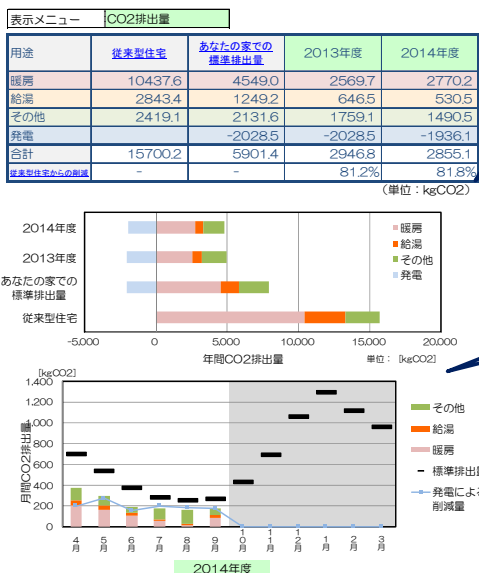 表示メニュー CO2排出量
用途 従来型住宅 あなたの家での標準排出量 2013年度 2014年度
暖房 10437.6 4549.0 2569.7 2770.2
給湯 2843.4 1249.2 646.5 530.5
その他 2419.1 2131.6 1759.1 1490.5
発電 -2028.5 -2028.5 -1936.1
合計 15700.2 5901.4 2946.8 2855.1
従来型住宅からの削減 - - 81.2% 81.8%
(単位:kgCO2)
2014年度
2013年度
あなたの家での
標準排出量
従来型住宅
-5,000 0 5,000 10,000 15,000 20,000
年間CO2排出量 単位: [kgCO2]
暖房
給湯
その他
発電
[kgCO2]
月間CO2排出量
1,400
1,200
1,000
800
600
400
200
0
4月 5月 6月 7月 8月 9月 10月 11月 12月 1月 2月 3月
2014年度
その他
給湯
暖房
標準排出量
発電による
削減量